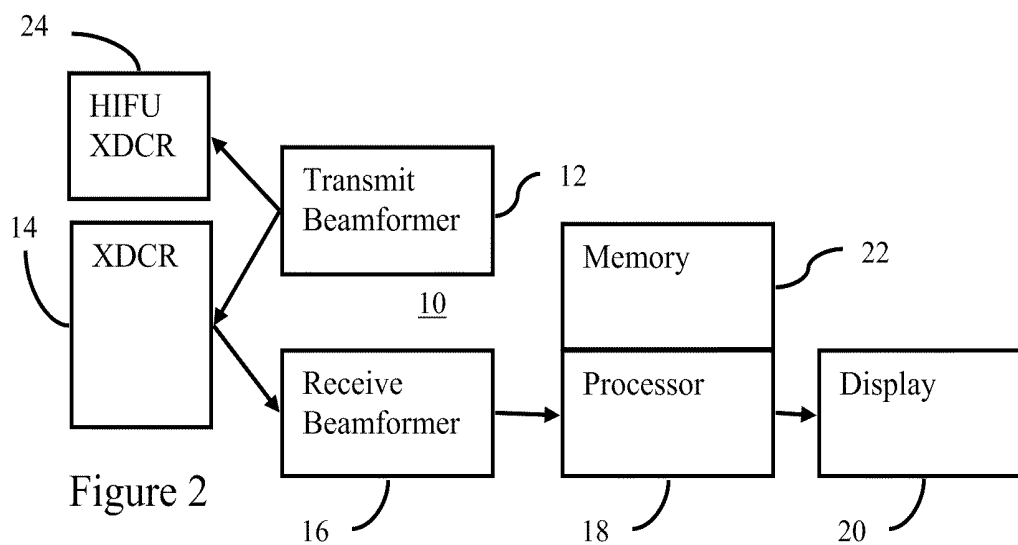 24
HIFU
XDCR
Transmit
Beamformer
12
14
XDCR
Memory
22
10
Receive
Beamformer
Processor
Display
Figure 2
16
18
20